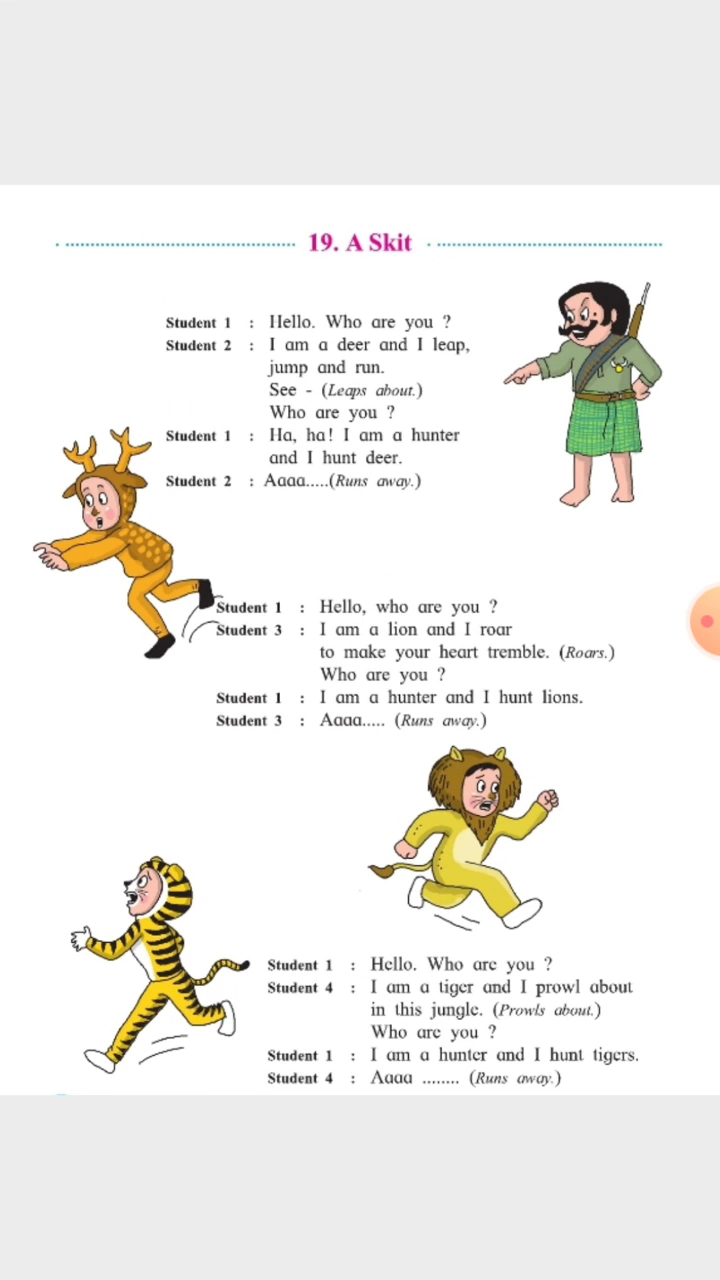 19. A Skit
Student 1 : Hello. Who are you ?
Student 2 : I am a deer and I leap,
jump and run.
See - (Leaps about.)
Who are you ?
Student 1 : Ha, ha! I am a hunter
and I hunt deer.
Student 2 : Aaaa.....(Runs away.)
Student 1 : Hello, who are you ?
Student 3 : I am a lion and I roar
to make your heart tremble. (Roars.)
Who are you ?
Student 1 : I am a hunter and I hunt lions.
Student 3 : Aaaa..... (Runs away.)
Student 1 : Hello. Who are you ?
Student 4 : I am a tiger and I prowl about
in this jungle. (Prowls about.)
Who are you ?
Student 1 : I am a hunter and I hunt tigers.
Student 4 : Aaaa ........ (Runs away.)